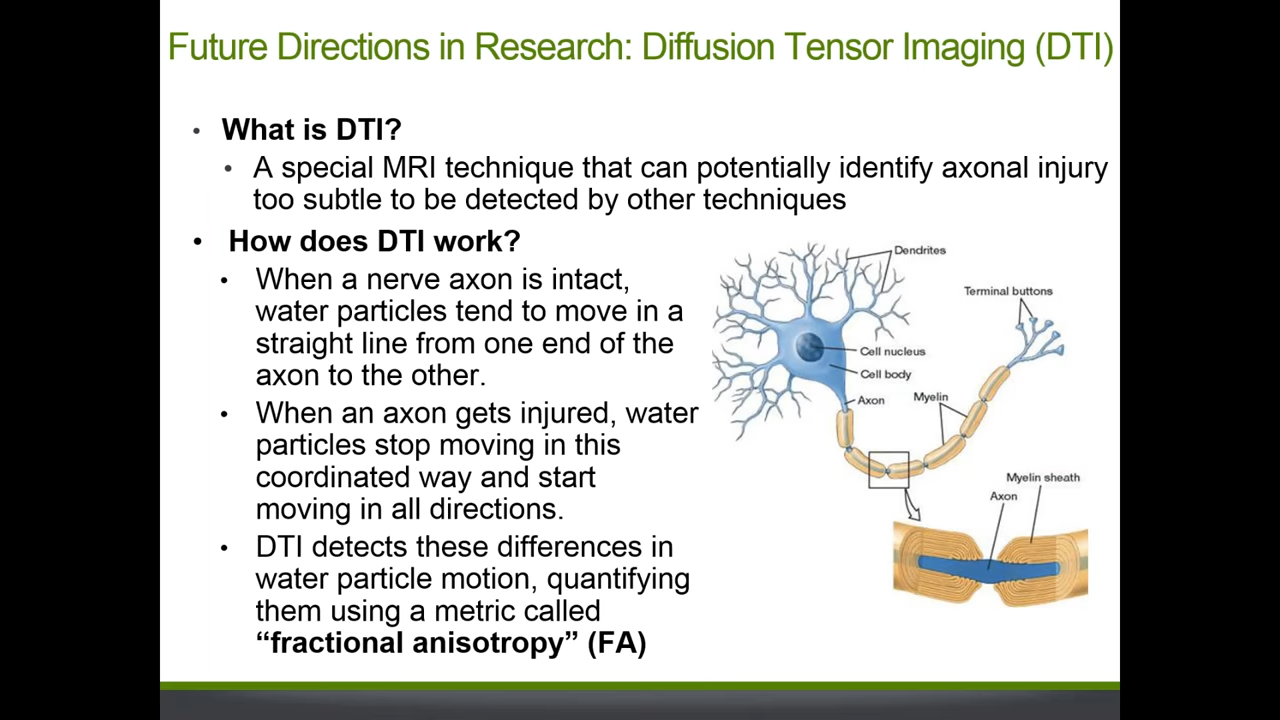 Future Directions in Research: Diffusion Tensor Imaging (DTI)
• What is DTI?
• A special MRI technique that can potentially identify axonal injury
too subtle to be detected by other techniques
• How does DTI work?
• When a nerve axon is intact,
water particles tend to move in a
straight line from one end of the
axon to the other.
• When an axon gets injured, water
particles stop moving in this
coordinated way and start
moving in all directions.
• DTI detects these differences in
water particle motion, quantifying
them using a metric called
“fractional anisotropy” (FA)
Dendrites
Terminal buttons
Cell nucleus
Cell body
Axon
Myelin
Myelin sheath
Axon